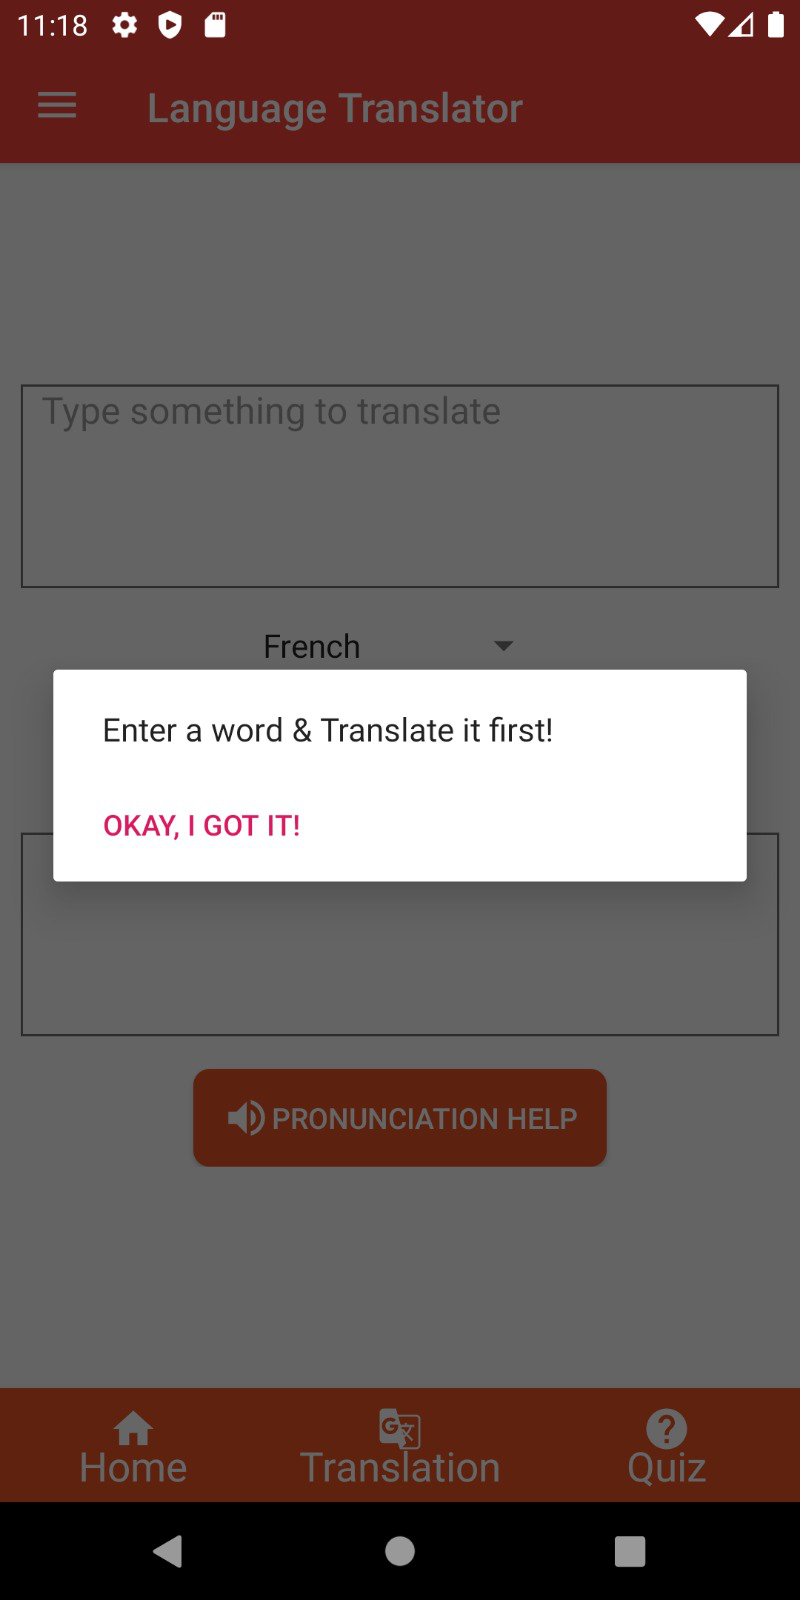 11:18
Language Translator
Type something to translate
French
Enter a word & Translate it first!
OKAY, I GOT IT!
PRONUNCIATION HELP
Home
Translation
Quiz